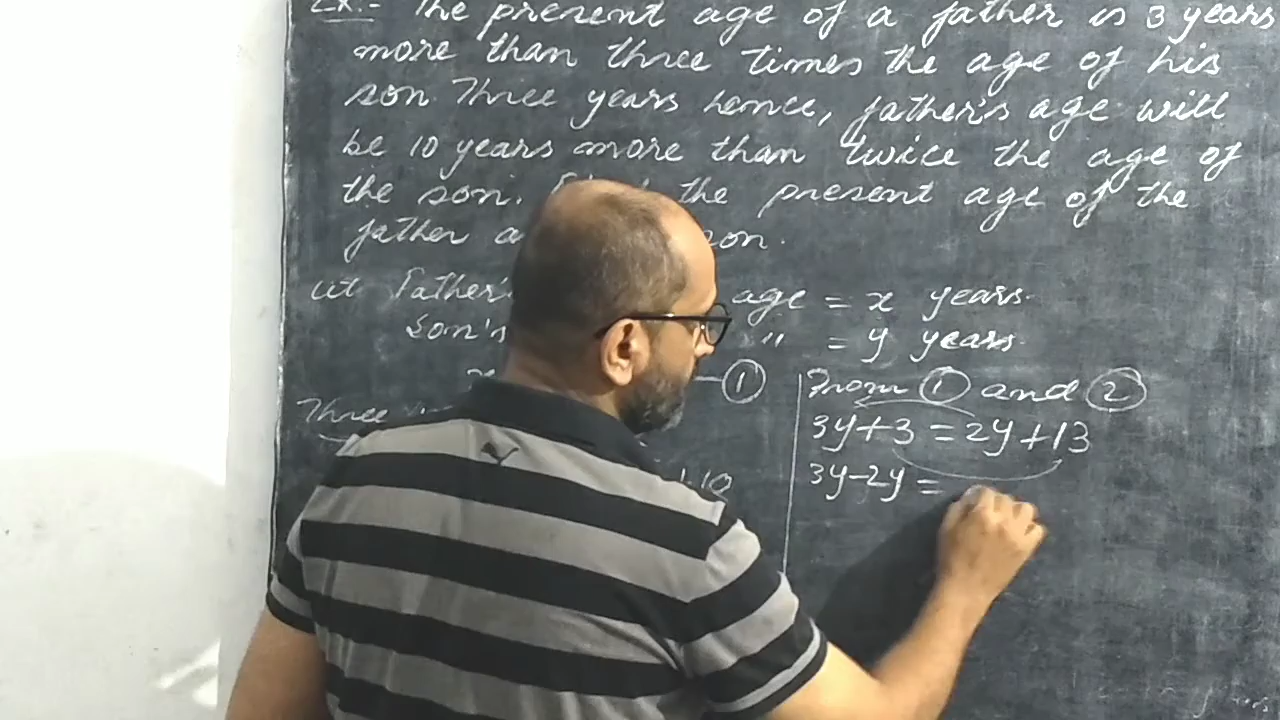 Ex:- The present age of a father is 3 years
more than three times the age of his
son. Three years hence, father's age will
be 10 years more than twice the age of
the son. the present age of the
father son.
Let Father's age = x years.
Son's " = y years.
①
Three
+10
From ① and ②
3y+3 = 2y+13
3y-2y =